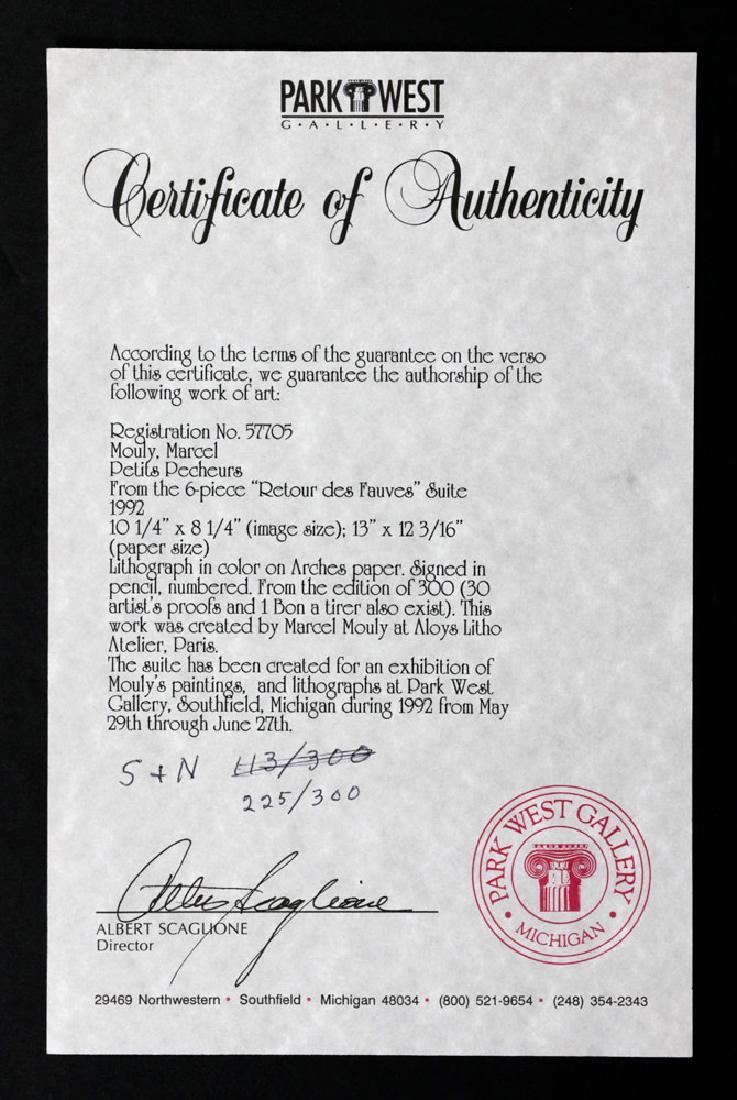 PARK WEST
G·A·L·L·E·R·Y
Certificate of Authenticity
According to the terms of the guarantee on the verso
of this certificate, we guarantee the authorship of the
following work of art:
Registration No. 57705
Mouly, Marcel
Petits Pecheurs
From the 6-piece "Retour des Fauves" Suite
1992
10 1/4" x 8 1/4" (image size); 13" x 12 3/16"
(paper size)
Lithograph in color on Arches paper. Signed in
pencil, numbered. From the edition of 300 (30
artist's proofs and 1 Bon a tirer also exist). This
work was created by Marcel Mouly at Aloys Litho
Atelier, Paris.
The suite has been created for an exhibition of
Mouly's paintings, and lithographs at Park West
Gallery, Southfield, Michigan during 1992 from May
29th through June 27th.
S + N 113/300
225/300
Albert Scaglione
ALBERT SCAGLIONE
Director
PARK WEST GALLERY
• MICHIGAN •
29469 Northwestern • Southfield • Michigan 48034 • (800) 521-9654 • (248) 354-2343